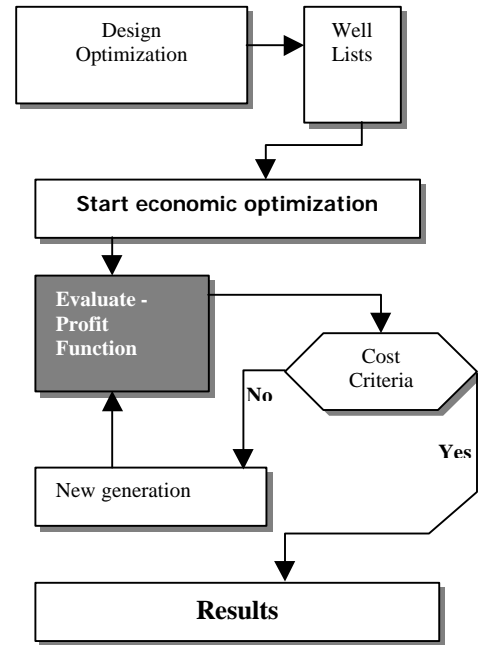 Design
Optimization
Well
Lists
Start economic optimization
Evaluate -
Profit
Function
Cost
Criteria
No
Yes
New generation
Results